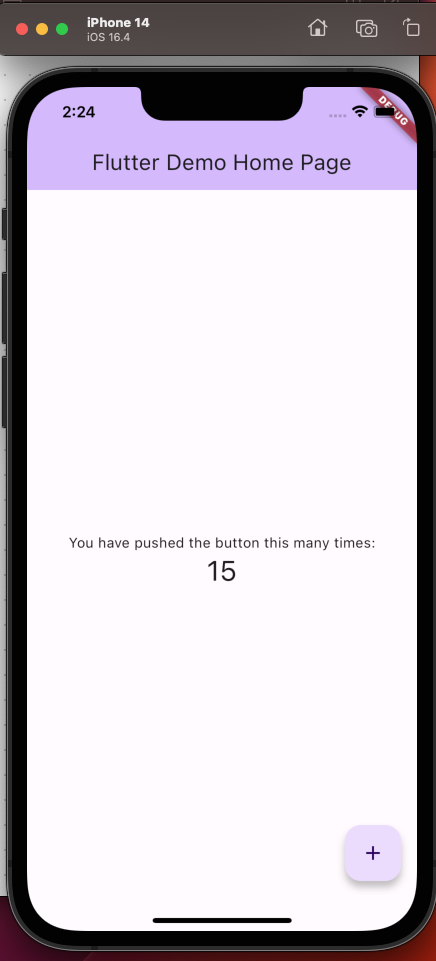 iPhone 14
iOS 16.4
2:24
DEBUG
Flutter Demo Home Page
You have pushed the button this many times:
15
+